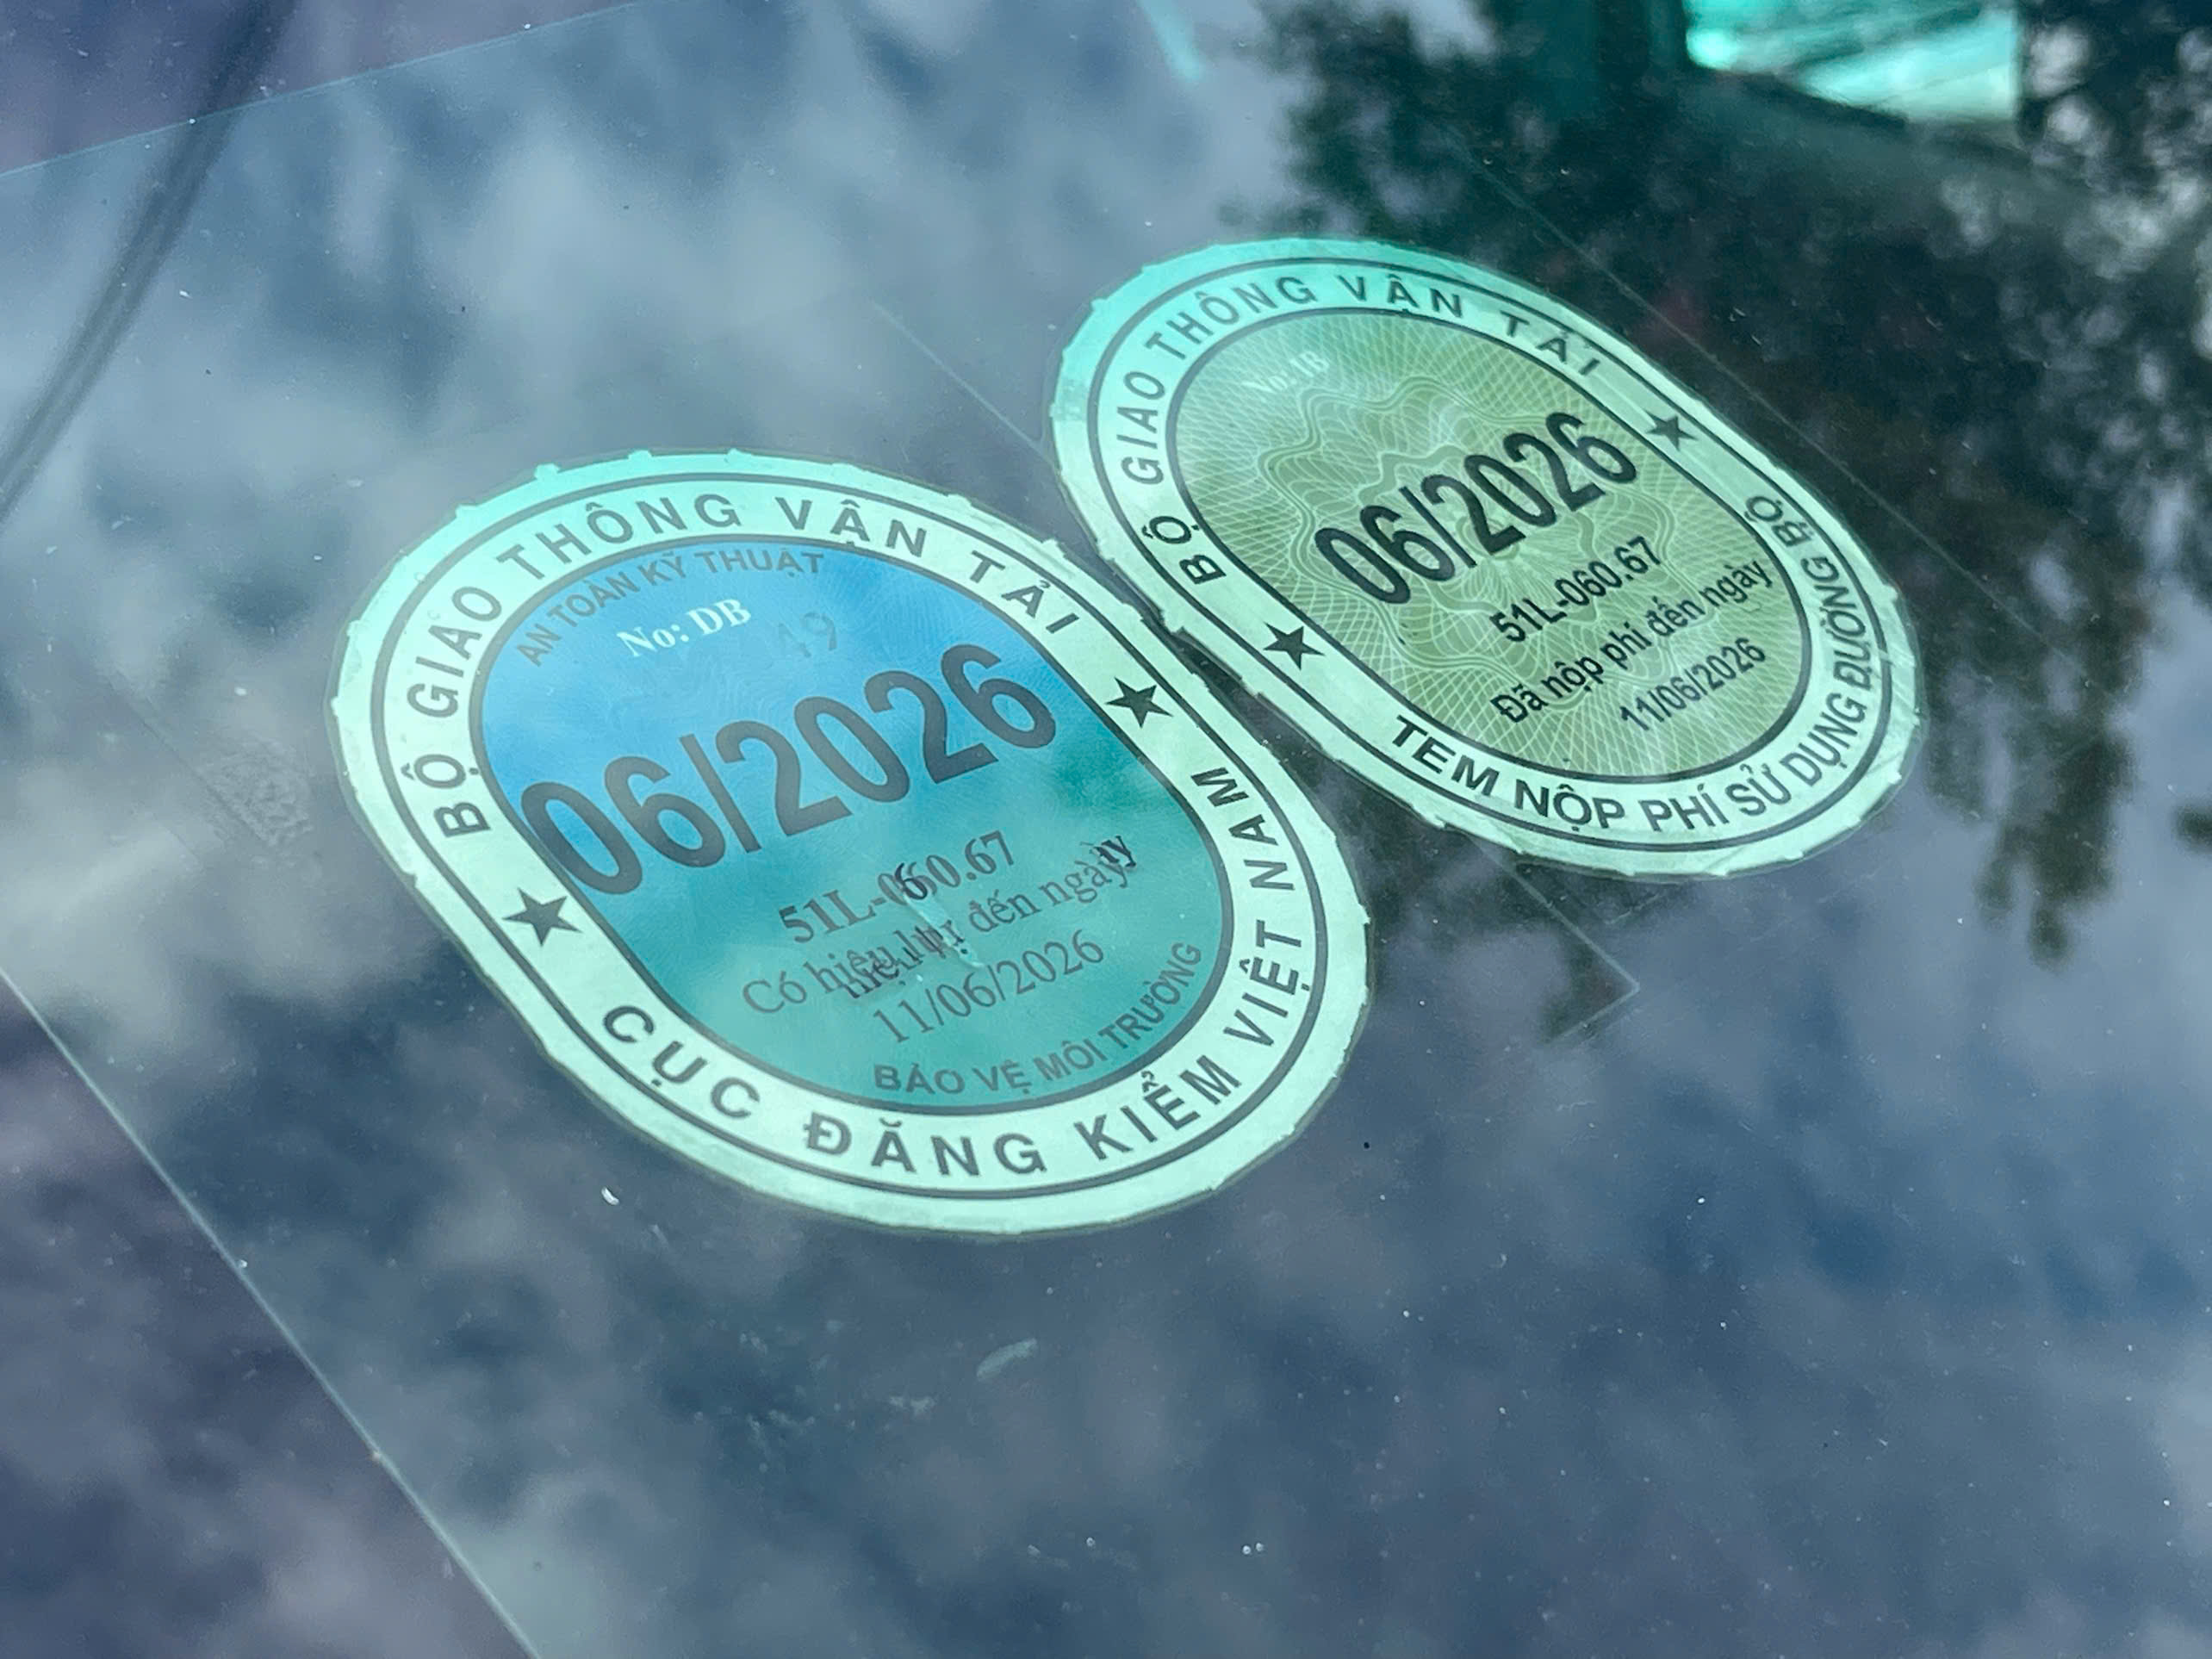 BỘ GIAO THÔNG VẬN TẢI
AN TOÀN KỸ THUẬT
No: DB
49
06/2026
51L-060.67
Có hiệu lực đến ngày
11/06/2026
BẢO VỆ MÔI TRƯỜNG
CỤC ĐĂNG KIỂM VIỆT NAM
BỘ GIAO THÔNG VẬN TẢI
No: DB
06/2026
51L-060.67
Đã nộp phí đến ngày
11/06/2026
TEM NỘP PHÍ SỬ DỤNG ĐƯỜNG BỘ